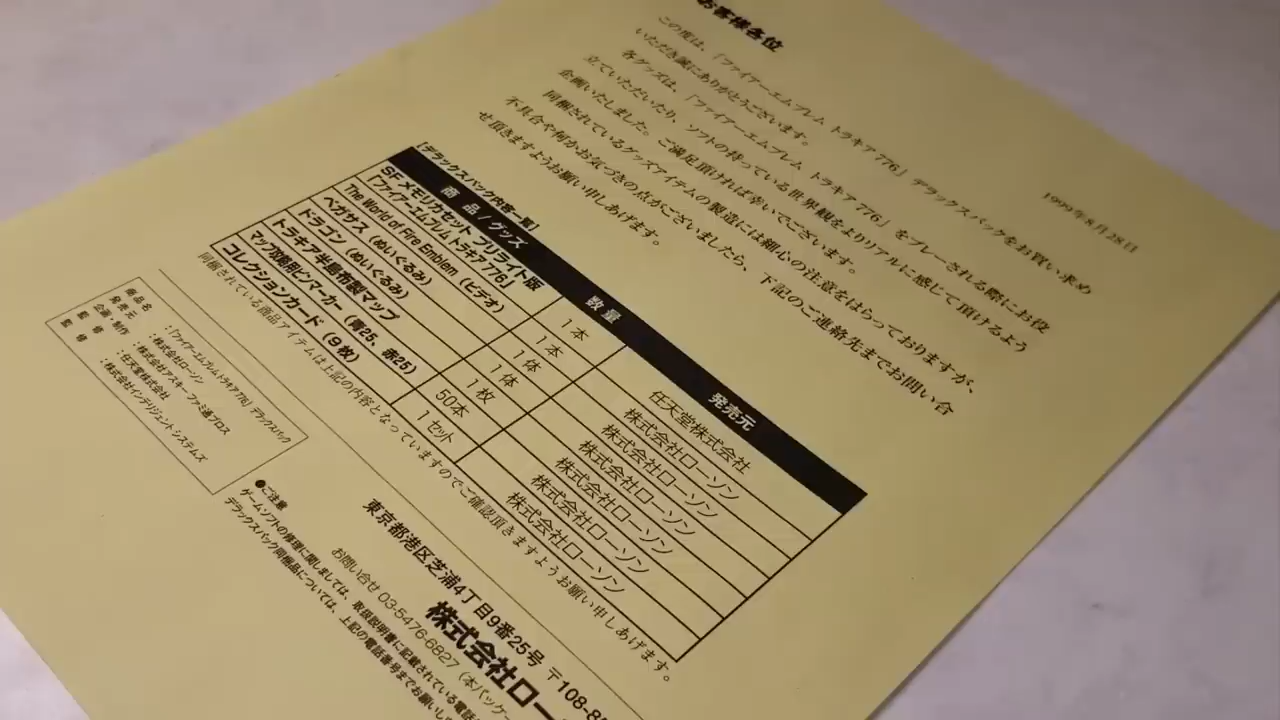 お客様各位
1999年8月28日
この度は、「ファイアーエムブレム トラキア776」デラックスパックをお買い求め
いただき誠にありがとうございます。
各グッズは、「ファイアーエムブレム トラキア776」をプレーされる際にお役
立ていただいたり、ソフトの持っている世界観をよりリアルに感じて頂けるよう
企画いたしました。ご満足頂ければ幸いでございます。
同梱されているグッズアイテムの製造には細心の注意をはらっておりますが、
不具合や何かお気づきの点がございましたら、下記のご連絡先までお問い合
せ頂きますようお願い申しあげます。
[デラックスパック内容一覧]
商品/グッズ 数量 発売元
SFメモリカセット プリライト版
「ファイアーエムブレムトラキア776」 1本 任天堂株式会社
The World of Fire Emblem(ビデオ) 1本 株式会社ローソン
ペガサス(ぬいぐるみ) 1体 株式会社ローソン
ドラゴン(ぬいぐるみ) 1体 株式会社ローソン
トラキア半島布製マップ 1枚 株式会社ローソン
マップ攻略用ピンマーカー(青25、赤25) 50本 株式会社ローソン
コレクションカード(9枚) 1セット 株式会社ローソン
同梱されている商品アイテムは上記の内容となっていますのでご確認頂きますようお願い申しあげます。
商品名 :「ファイアーエムブレムトラキア776」デラックスパック
発売元 :株式会社ローソン
企画・制作 :株式会社アスキー ファミ通ブロス
監修 :任天堂株式会社
監修 :株式会社インテリジェントシステムズ
東京都港区芝浦4丁目9番25号 〒108-
株式会社ロー
お問い合せ 03-5476-6827 (本パッケー
●ご注意
ゲームソフトの修理に関しましては、取扱説明書に記載されている電話
デラックスパック同梱品については、上記の電話番号までお願いし